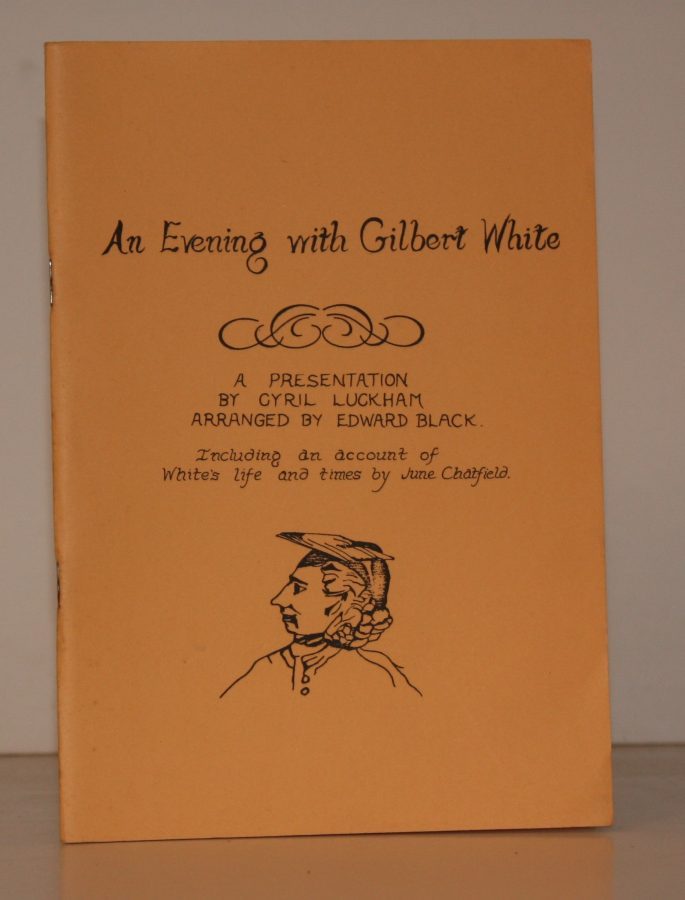 An Evening with Gilbert White
A PRESENTATION
BY CYRIL LUCKHAM
ARRANGED BY EDWARD BLACK.
Including an account of
White's life and times by June Chatfield.